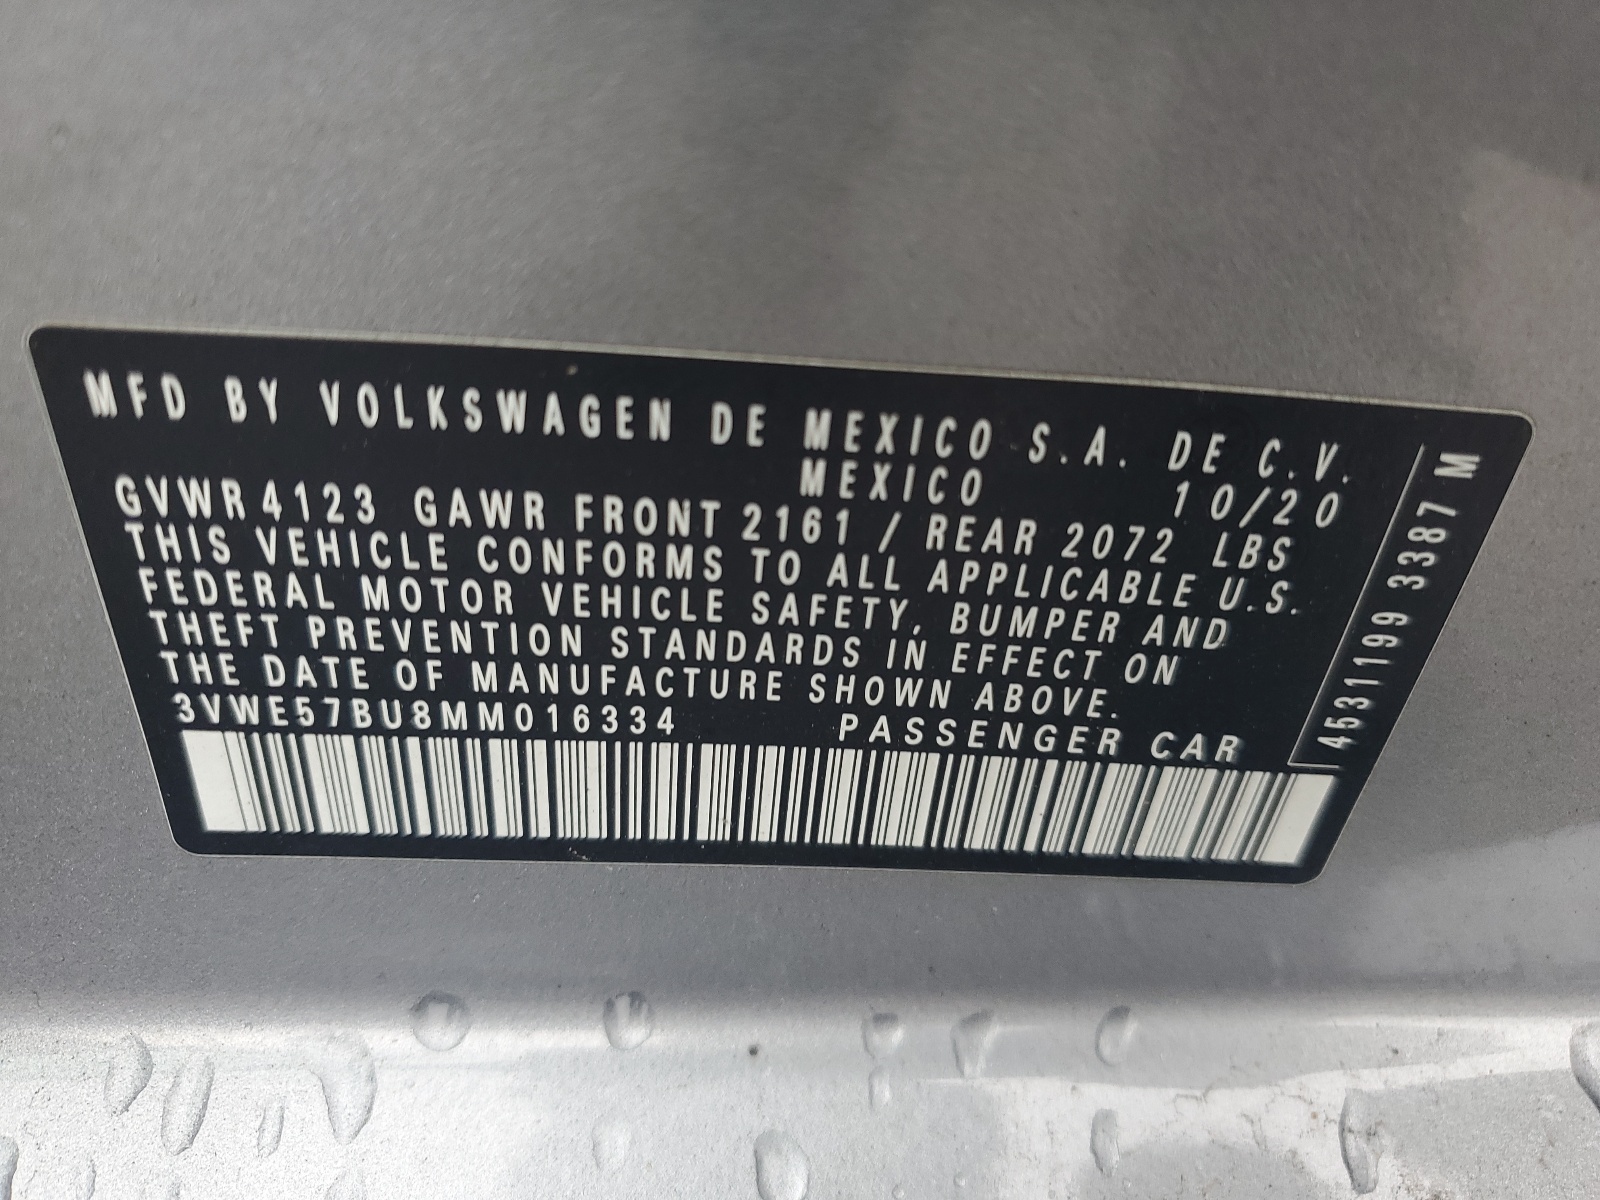 MFD BY VOLKSWAGEN DE MEXICO S.A. DE C.V.
MEXICO 10/20
GVWR 4123 GAWR FRONT 2161 / REAR 2072 LBS
THIS VEHICLE CONFORMS TO ALL APPLICABLE U.S.
FEDERAL MOTOR VEHICLE SAFETY, BUMPER AND
THEFT PREVENTION STANDARDS IN EFFECT ON
THE DATE OF MANUFACTURE SHOWN ABOVE.
3VWE57BU8MM016334 PASSENGER CAR
4531199 3387 M